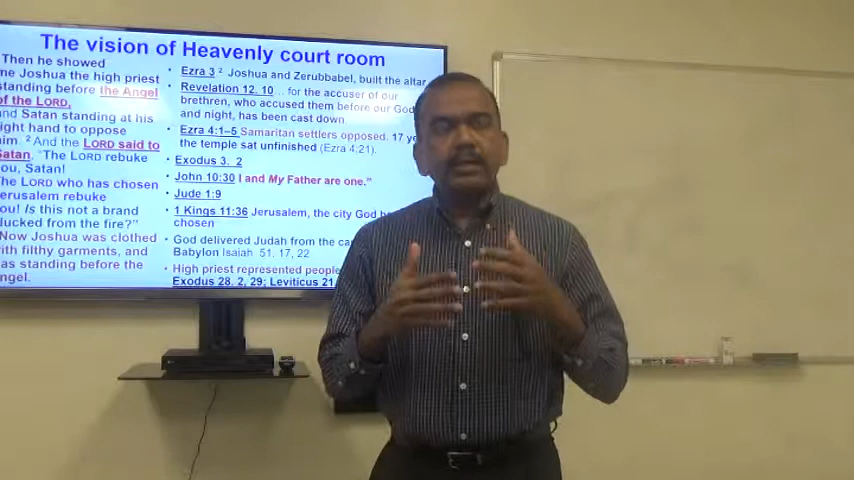 The vision of Heavenly court room
Then he showed
me Joshua the high priest
standing before the Angel
of the LORD,
and Satan standing at his
right hand to oppose
him. 2 And the LORD said to
Satan, "The LORD rebuke
you, Satan!
The LORD who has chosen
Jerusalem rebuke
you! Is this not a brand
plucked from the fire?"
Now Joshua was clothed
with filthy garments, and
was standing before the
Angel.
• Ezra 3 2 Joshua and Zerubbabel, built the altar
• Revelation 12. 10... for the accuser of our
brethren, who accused them before our God
and night, has been cast down.
• Ezra 4:1–5 Samaritan settlers opposed. 17
the temple sat unfinished (Ezra 4:21).
• Exodus 3. 2
• John 10:30 I and My Father are one."
• Jude 1:9
• 1 Kings 11:36 Jerusalem, the city God
chosen
• God delivered Judah from the
Babylon Isaiah 51. 17, 22
• High priest represented people
Exodus 28. 2, 29; Leviticus 21